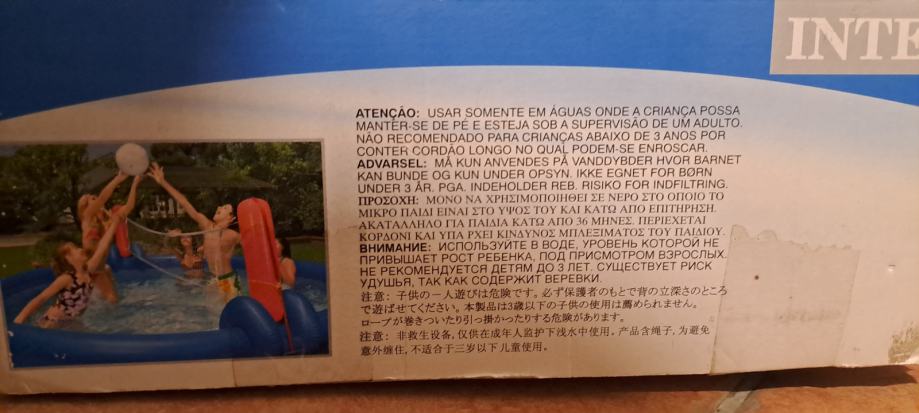 INTE
ATENÇÃO: USAR SOMENTE EM ÁGUAS ONDE A CRIANÇA POSSA
MANTER-SE DE PÉ E ESTEJA SOB A SUPERVISÃO DE UM ADULTO.
NÃO RECOMENDADO PARA CRIANÇAS ABAIXO DE 3 ANOS POR
CONTER CORDÃO LONGO NO QUAL PODEM-SE ENROSCAR.
ADVARSEL: MÅ KUN ANVENDES PÅ VANDDYBDER HVOR BARNET
KAN BUNDE OG KUN UNDER OPSYN. IKKE EGNET FOR BØRN
UNDER 3 ÅR. PGA. INDEHOLDER REB. RISIKO FOR INDFILTRING.
ΠΡΟΣΟΧΗ: ΜΟΝΟ ΝΑ ΧΡΗΣΙΜΟΠΟΙΗΘΕΙ ΣΕ ΝΕΡΟ ΣΤΟ ΟΠΟΙΟ ΤΟ
ΜΙΚΡΟ ΠΑΙΔΙ ΕΙΝΑΙ ΣΤΟ ΥΨΟΣ ΤΟΥ ΚΑΙ ΚΑΤΩ ΑΠΟ ΕΠΙΤΗΡΗΣΗ.
ΑΚΑΤΑΛΛΗΛΟ ΓΙΑ ΠΑΙΔΙΑ ΚΑΤΩ ΑΠΟ 36 ΜΗΝΕΣ. ΠΕΡΙΕΧΕΤΑΙ
ΚΟΡΔΟΝΙ ΚΑΙ ΥΠΑ ΡΧΕΙ ΚΙΝΔΥΝΟΣ ΜΠΛΕΞΙΜΑΤΟΣ ΤΟΥ ΠΑΙΔΙΟΥ.
ВНИМАНИЕ: ИСПОЛЬЗУЙТЕ В ВОДЕ, УРОВЕНЬ КОТОРОЙ НЕ
ПРИВЫШАЕТ РОСТ РЕБЕНКА, ПОД ПРИСМОТРОМ ВЗРОСЛЫХ.
НЕ РЕКОМЕНДУЕТСЯ ДЕТЯМ ДО 3 ЛЕТ. СУЩЕСТВУЕТ РИСК
УДУШЬЯ, ТАК КАК СОДЕРЖИТ ВЕРЕВКИ.
注意: 子供の一人遊びは危険です。必ず保護者のもとで背の立深さのところ
で遊ばせてください。本製品は3歳以下の子供の使用は薦められません。
ロープが巻きついたり引っ掛かったりする危険があります。
注意: 非救生设备, 仅供在成年人监护下浅水中使用。产品含绳子, 为避免
意外缠住, 不适合于三岁以下儿童使用。